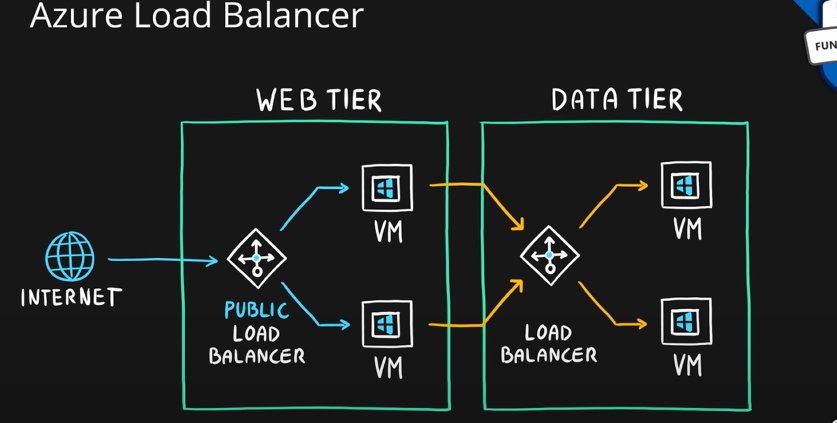 Azure Load Balancer
FUN
WEB TIER
DATA TIER
VM
VM
INTERNET
PUBLIC
LOAD
BALANCER
LOAD
BALANCER
VM
VM